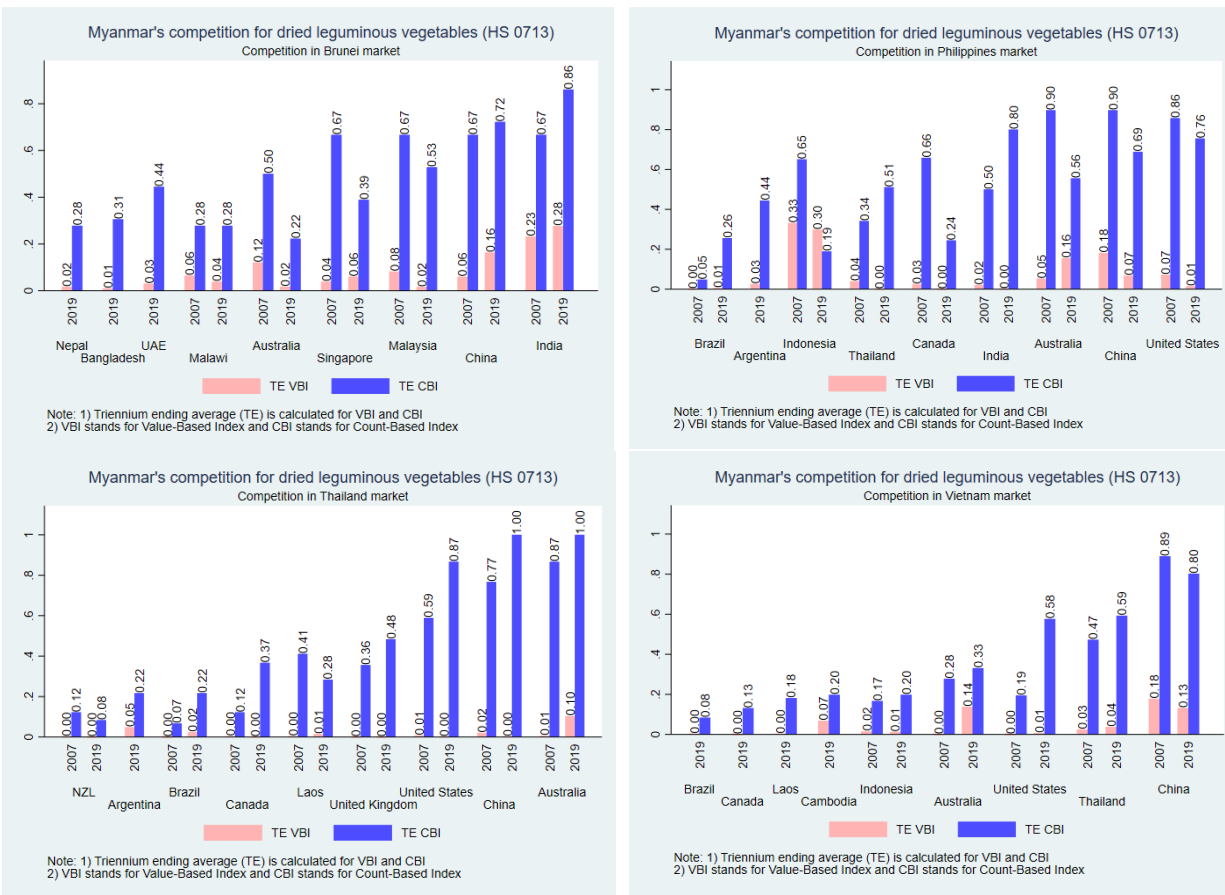 Myanmar's competition for dried leguminous vegetables (HS 0713)
Competition in Brunei market
0 .2 .4 .6 .8
0.02 0.28 0.01 0.31 0.03 0.44 0.06 0.28 0.04 0.28 0.12 0.50 0.02 0.22 0.04 0.67 0.06 0.39 0.08 0.67 0.02 0.53 0.06 0.67 0.16 0.72 0.23 0.67 0.28 0.86
2019 2019 2019 2007 2019 2007 2019 2007 2019 2007 2019 2007 2019 2007 2019
Nepal UAE Australia Malaysia India
Bangladesh Malawi Singapore China
TE VBI TE CBI
Note: 1) Triennium ending average (TE) is calculated for VBI and CBI
2) VBI stands for Value-Based Index and CBI stands for Count-Based Index
Myanmar's competition for dried leguminous vegetables (HS 0713)
Competition in Philippines market
0 .2 .4 .6 .8 1
0.00 0.05 0.01 0.26 0.03 0.44 0.33 0.65 0.30 0.19 0.04 0.34 0.00 0.51 0.03 0.66 0.00 0.24 0.02 0.50 0.00 0.80 0.05 0.90 0.16 0.56 0.18 0.90 0.07 0.69 0.07 0.86 0.01 0.76
2007 2019 2019 2007 2019 2007 2019 2007 2019 2007 2019 2007 2019 2007 2019 2007 2019
Brazil Indonesia Canada Australia United States
Argentina Thailand India China
TE VBI TE CBI
Note: 1) Triennium ending average (TE) is calculated for VBI and CBI
2) VBI stands for Value-Based Index and CBI stands for Count-Based Index
Myanmar's competition for dried leguminous vegetables (HS 0713)
Competition in Thailand market
0 .2 .4 .6 .8 1
0.00 0.12 0.00 0.08 0.05 0.22 0.00 0.07 0.02 0.22 0.00 0.12 0.00 0.37 0.00 0.41 0.01 0.28 0.00 0.36 0.00 0.48 0.01 0.59 0.00 0.87 0.02 0.77 0.00 1.00 0.01 0.87 0.10 1.00
2007 2019 2019 2007 2019 2007 2019 2007 2019 2007 2019 2007 2019 2007 2019 2007 2019
NZL Brazil Laos United States Australia
Argentina Canada United Kingdom China
TE VBI TE CBI
Note: 1) Triennium ending average (TE) is calculated for VBI and CBI
2) VBI stands for Value-Based Index and CBI stands for Count-Based Index
Myanmar's competition for dried leguminous vegetables (HS 0713)
Competition in Vietnam market
0 .2 .4 .6 .8 1
0.00 0.08 0.00 0.13 0.00 0.18 0.07 0.20 0.02 0.17 0.01 0.20 0.00 0.28 0.14 0.33 0.00 0.19 0.01 0.58 0.03 0.47 0.04 0.59 0.18 0.89 0.13 0.80
2019 2019 2019 2019 2007 2019 2007 2019 2007 2019 2007 2019 2007 2019
Brazil Laos Indonesia United States China
Canada Cambodia Australia Thailand
TE VBI TE CBI
Note: 1) Triennium ending average (TE) is calculated for VBI and CBI
2) VBI stands for Value-Based Index and CBI stands for Count-Based Index